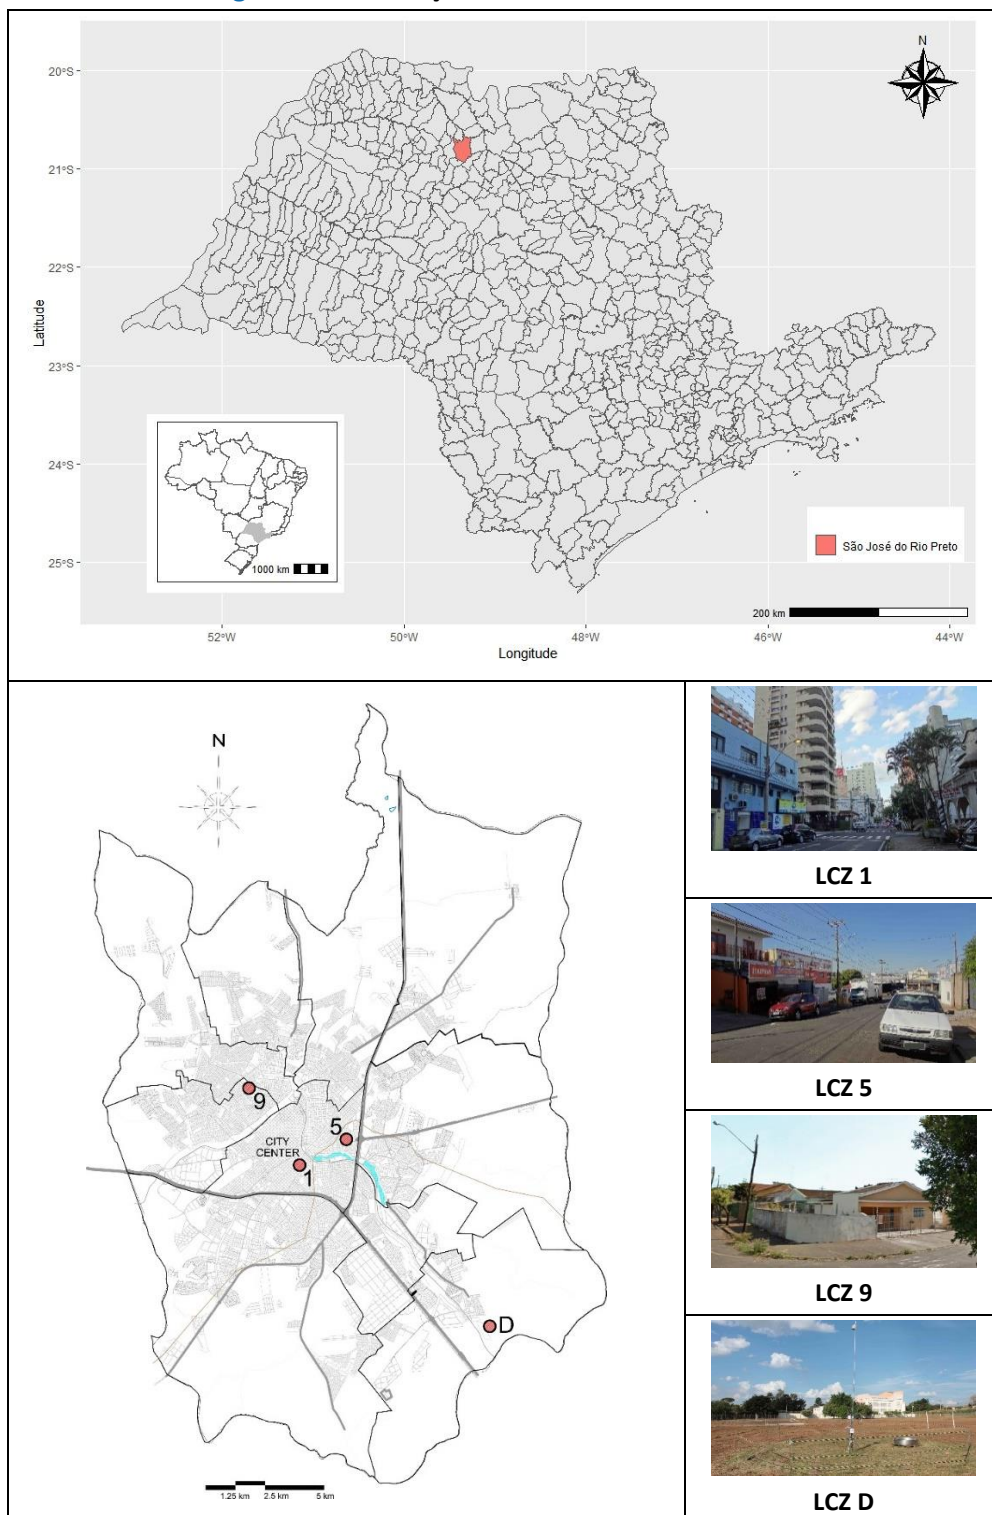 N
20°S
21°S
22°S
23°S
24°S
25°S
Latitude
1000 km
São José do Rio Preto
200 km
52°W
50°W
48°W
46°W
44°W
Longitude
N
9
5
CITY
CENTER
1
D
1.25 km
2.5 km
5 km
LCZ 1
LCZ 5
LCZ 9
LCZ D